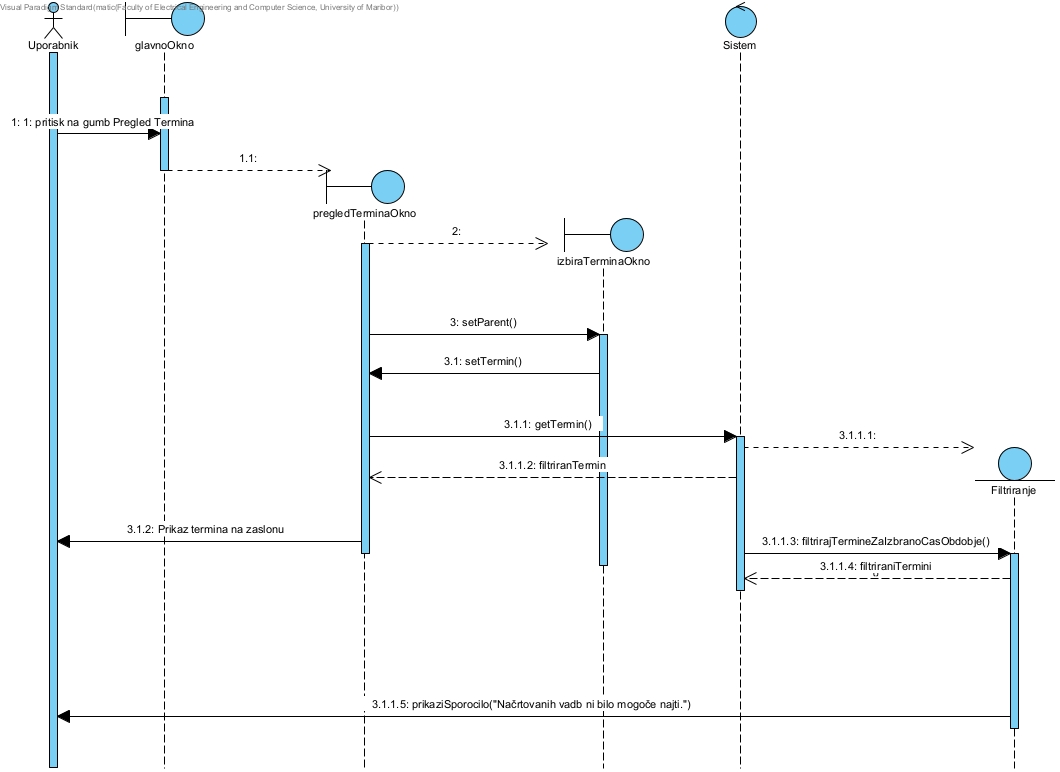 Visual Paradigm Standard(matic(Faculty of Electrical Engineering and Computer Science, University of Maribor))
Uporabnik
glavnoOkno
Sistem
1: 1: pritisk na gumb Pregled Termina
1.1:
pregledTerminaOkno
2:
izbiraTerminaOkno
3: setParent()
3.1: setTermin()
3.1.1: getTermin()
3.1.1.1:
3.1.1.2: filtriranTermin
Filtriranje
3.1.2: Prikaz termina na zaslonu
3.1.1.3: filtrirajTermineZaIzbranoCasObdobje()
3.1.1.4: filtriraniTermini
3.1.1.5: prikaziSporocilo("Načrtovanih vadb ni bilo mogoče najti.")